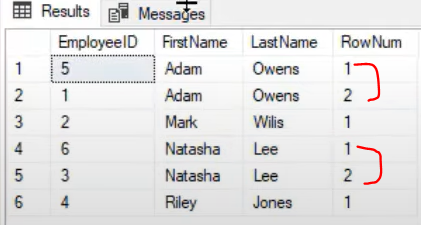 Results Messages
EmployeeID FirstName LastName RowNum
1 5 Adam Owens 1
2 1 Adam Owens 2
3 2 Mark Wilis 1
4 6 Natasha Lee 1
5 3 Natasha Lee 2
6 4 Riley Jones 1